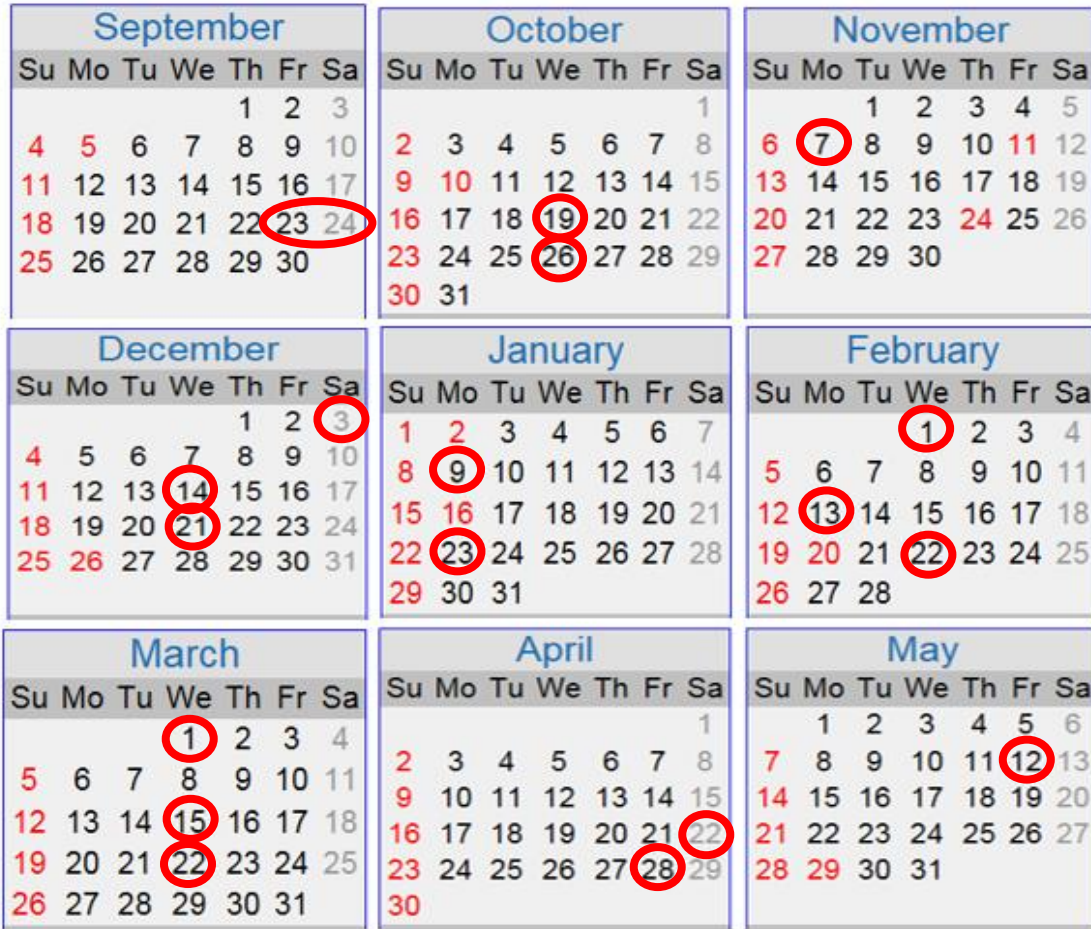 September
Su Mo Tu We Th Fr Sa
1 2 3
4 5 6 7 8 9 10
11 12 13 14 15 16 17
18 19 20 21 22 23 24
25 26 27 28 29 30
October
Su Mo Tu We Th Fr Sa
1
2 3 4 5 6 7 8
9 10 11 12 13 14 15
16 17 18 19 20 21 22
23 24 25 26 27 28 29
30 31
November
Su Mo Tu We Th Fr Sa
1 2 3 4 5
6 7 8 9 10 11 12
13 14 15 16 17 18 19
20 21 22 23 24 25 26
27 28 29 30
December
Su Mo Tu We Th Fr Sa
1 2 3
4 5 6 7 8 9 10
11 12 13 14 15 16 17
18 19 20 21 22 23 24
25 26 27 28 29 30 31
January
Su Mo Tu We Th Fr Sa
1 2 3 4 5 6 7
8 9 10 11 12 13 14
15 16 17 18 19 20 21
22 23 24 25 26 27 28
29 30 31
February
Su Mo Tu We Th Fr Sa
1 2 3 4
5 6 7 8 9 10 11
12 13 14 15 16 17 18
19 20 21 22 23 24 25
26 27 28
March
Su Mo Tu We Th Fr Sa
1 2 3 4
5 6 7 8 9 10 11
12 13 14 15 16 17 18
19 20 21 22 23 24 25
26 27 28 29 30 31
April
Su Mo Tu We Th Fr Sa
1
2 3 4 5 6 7 8
9 10 11 12 13 14 15
16 17 18 19 20 21 22
23 24 25 26 27 28 29
30
May
Su Mo Tu We Th Fr Sa
1 2 3 4 5 6
7 8 9 10 11 12 13
14 15 16 17 18 19 20
21 22 23 24 25 26 27
28 29 30 31